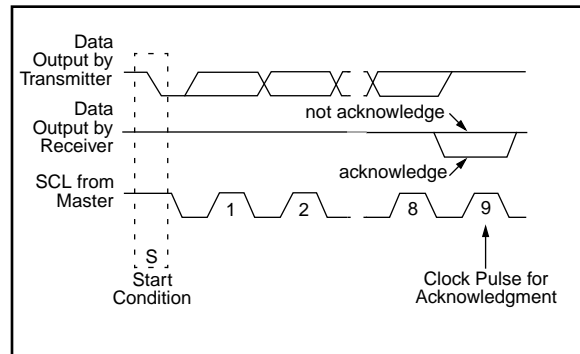 Data
Output by
Transmitter
Data
Output by
Receiver
not acknowledge
acknowledge
SCL from
Master
1
2
8
9
S
Start
Condition
Clock Pulse for
Acknowledgment